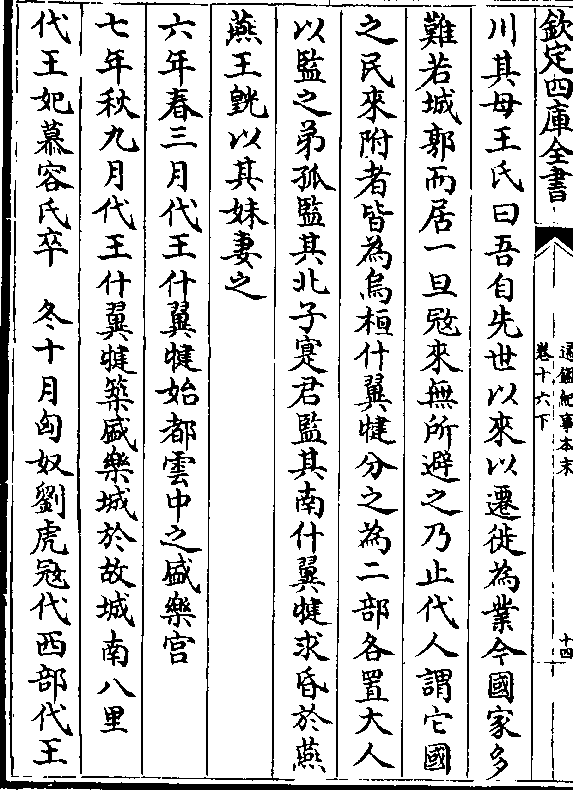 欽定四庫全書
通鑑紀事本末
卷十六下
十四
川其母王氏曰吾自先世以來以遷徙為業今國家多
難若城郭而居一旦宼來無所避之乃止代人謂它國
之民來附者皆為烏桓什翼犍分之為二部各置大人
以監之弟孤監其北子寔君監其南什翼犍求昏於燕
燕王皝以其妹妻之
六年春三月代王什翼犍始都雲中之盛樂宫
七年秋九月代王什翼犍築盛樂城於故城南八里
代王妃慕容氏卒　冬十月匈奴劉虎宼代西部代王